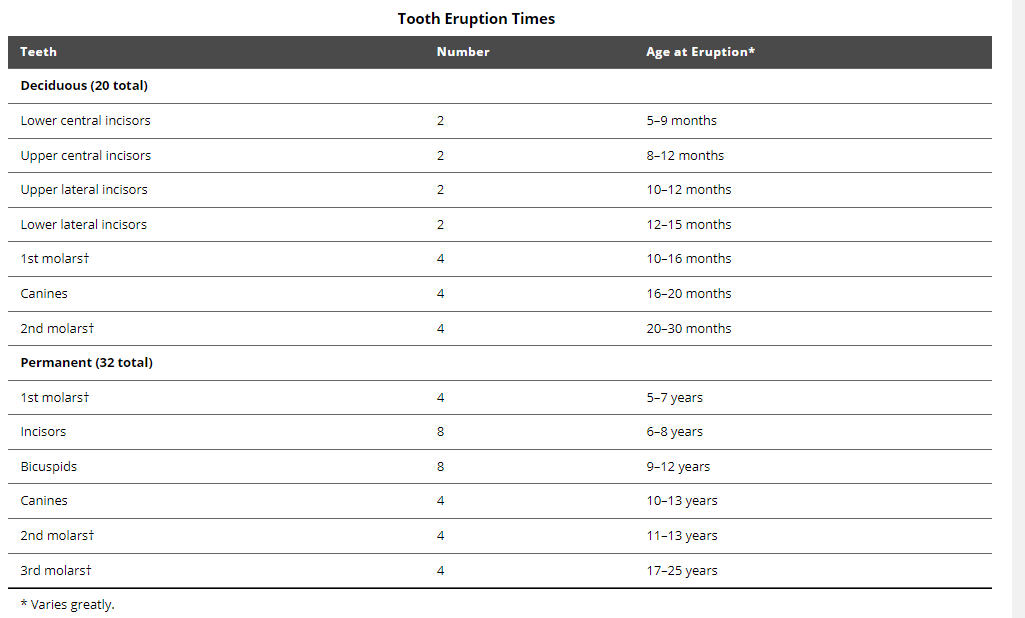 Tooth Eruption Times
Teeth Number Age at Eruption*
Deciduous (20 total)
Lower central incisors 2 5–9 months
Upper central incisors 2 8–12 months
Upper lateral incisors 2 10–12 months
Lower lateral incisors 2 12–15 months
1st molars† 4 10–16 months
Canines 4 16–20 months
2nd molars† 4 20–30 months
Permanent (32 total)
1st molars† 4 5–7 years
Incisors 8 6–8 years
Bicuspids 8 9–12 years
Canines 4 10–13 years
2nd molars† 4 11–13 years
3rd molars† 4 17–25 years
* Varies greatly.